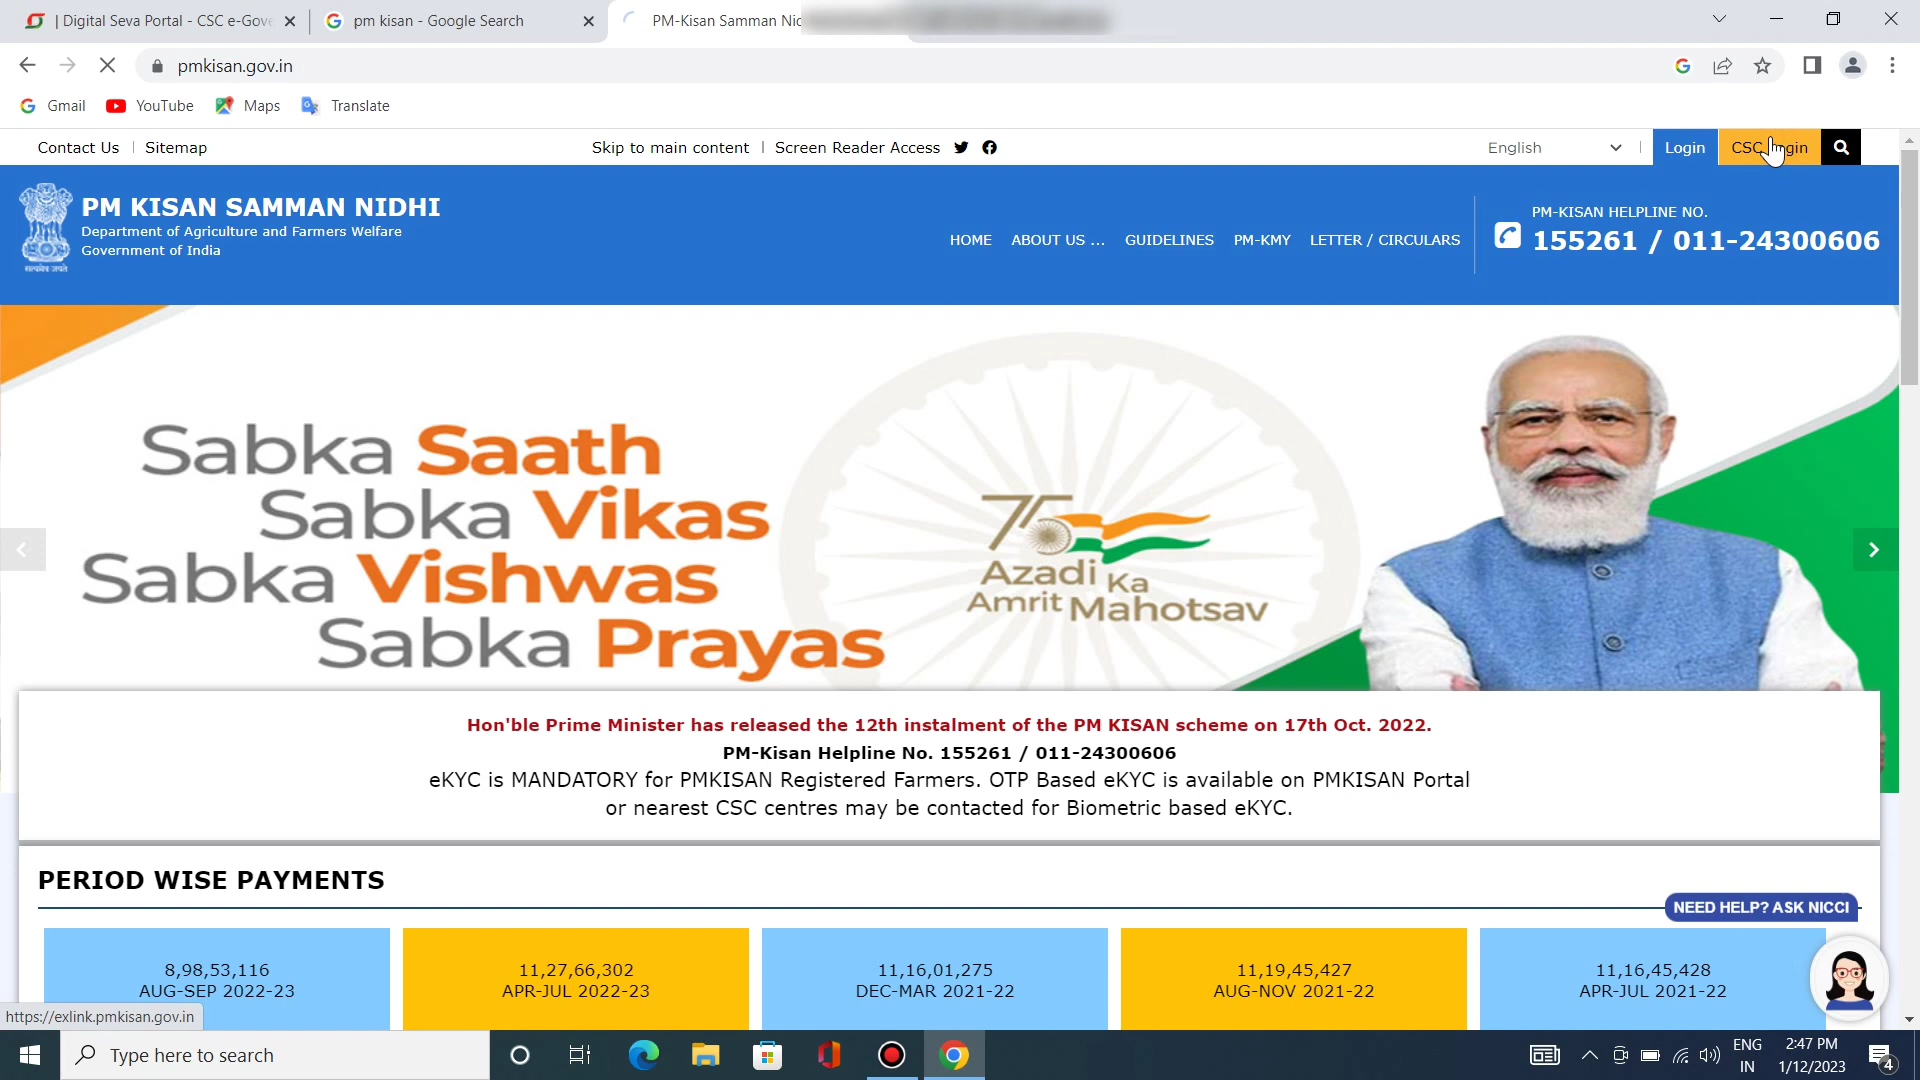 | Digital Seva Portal - CSC e-Gove
pm kisan - Google Search
PM-Kisan Samman Nid
pmkisan.gov.in
Gmail
YouTube
Maps
Translate
Contact Us | Sitemap
Skip to main content | Screen Reader Access
English
Login
CSC Login
PM KISAN SAMMAN NIDHI
Department of Agriculture and Farmers Welfare
Government of India
सत्यमेव जयते
HOME ABOUT US ... GUIDELINES PM-KMY LETTER / CIRCULARS
PM-KISAN HELPLINE NO.
155261 / 011-24300606
Sabka Saath
Sabka Vikas
Sabka Vishwas
Sabka Prayas
75
Azadi Ka
Amrit Mahotsav
Hon'ble Prime Minister has released the 12th instalment of the PM KISAN scheme on 17th Oct. 2022.
PM-Kisan Helpline No. 155261 / 011-24300606
eKYC is MANDATORY for PMKISAN Registered Farmers. OTP Based eKYC is available on PMKISAN Portal
or nearest CSC centres may be contacted for Biometric based eKYC.
PERIOD WISE PAYMENTS
NEED HELP? ASK NICCI
8,98,53,116
AUG-SEP 2022-23
11,27,66,302
APR-JUL 2022-23
11,16,01,275
DEC-MAR 2021-22
11,19,45,427
AUG-NOV 2021-22
11,16,45,428
APR-JUL 2021-22
https://exlink.pmkisan.gov.in
Type here to search
ENG
IN
2:47 PM
1/12/2023
4